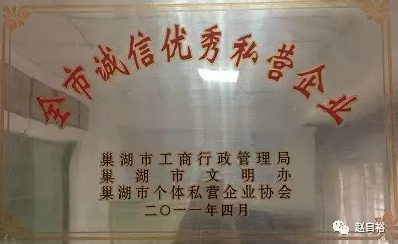 全市诚信优秀私营企业
巢湖市工商行政管理局
巢湖市文明办
巢湖市个体私营企业协会
二〇一一年四月
赵自裕